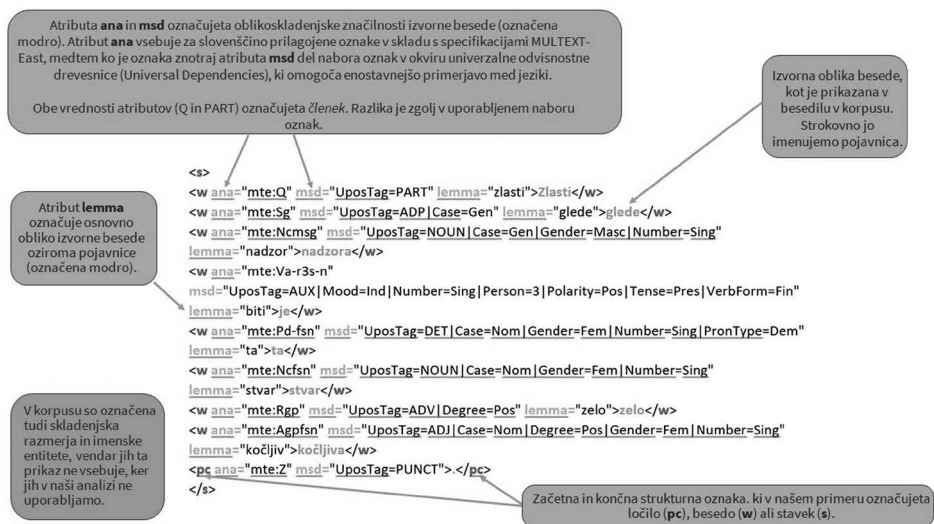 Atributa ana in msd označujeta oblikoskladenjske značilnosti izvorne besede (označena
modro). Atribut ana vsebuje za slovenščino prilagojene oznake v skladu s specifikacijami MULTEXT-
East, medtem ko je oznaka znotraj atributa msd del nabora oznak v okviru univerzalne odvisnostne
drevesnice (Universal Dependencies), ki omogoča enostavnejšo primerjavo med jeziki.
Obe vrednosti atributov (Q in PART) označujeta členek. Razlika je zgolj v uporabljenem naboru
oznak.
Izvorna oblika besede,
kot je prikazana v
besedilu v korpusu.
Strokovno jo
imenujemo pojavnica.
Atribut lemma
označuje osnovno
obliko izvorne besede
oziroma pojavnice
(označena modro).
<s>
<w ana="mte:Q" msd="UposTag=PART" lemma="zlasti">Zlasti</w>
<w ana="mte:Sg" msd="UposTag=ADP|Case=Gen" lemma="glede">glede</w>
<w ana="mte:Ncmsg" msd="UposTag=NOUN|Case=Gen|Gender=Masc|Number=Sing"
lemma="nadzor">nadzora</w>
<w ana="mte:Va-r3s-n"
msd="UposTag=AUX|Mood=Ind|Number=Sing|Person=3|Polarity=Pos|Tense=Pres|VerbForm=Fin"
lemma="biti">je</w>
<w ana="mte:Pd-fsn" msd="UposTag=DET|Case=Nom|Gender=Fem|Number=Sing|PronType=Dem"
lemma="ta">ta</w>
<w ana="mte:Ncfsn" msd="UposTag=NOUN|Case=Nom|Gender=Fem|Number=Sing"
lemma="stvar">stvar</w>
<w ana="mte:Rgp" msd="UposTag=ADV|Degree=Pos" lemma="zelo">zelo</w>
<w ana="mte:Agpfsn" msd="UposTag=ADJ|Case=Nom|Degree=Pos|Gender=Fem|Number=Sing"
lemma="kočljiv">kočljiva</w>
<pc ana="mte:Z" msd="UposTag=PUNCT">.</pc>
</s>
V korpusu so označena
tudi skladenjska
razmerja in imenske
entitete, vendar jih ta
prikaz ne vsebuje, ker
jih v naši analizi ne
uporabljamo.
Začetna in končna strukturna oznaka. ki v našem primeru označujeta
ločilo (pc), besedo (w) ali stavek (s).